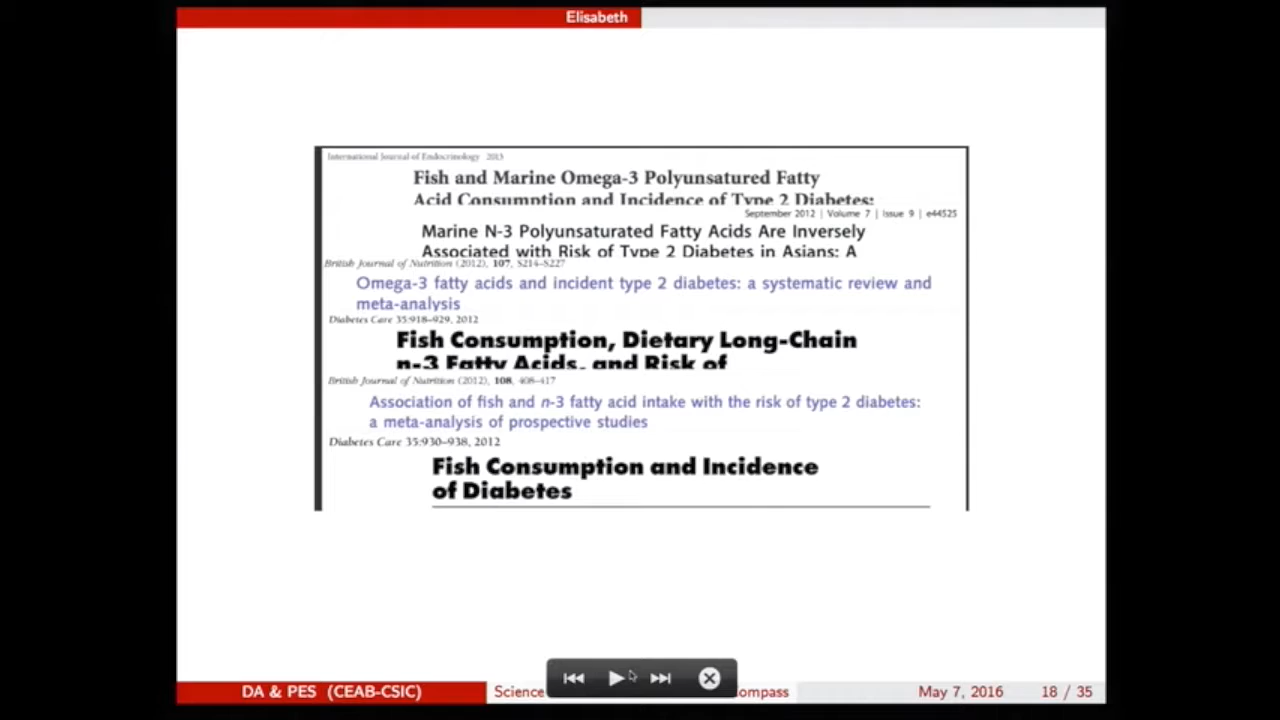 Elisabeth
International Journal of Endocrinology 2013
Fish and Marine Omega-3 Polyunsatured Fatty
Acid Consumption and Incidence of Type 2 Diabetes:
September 2012 | Volume 7 | Issue 9 | e44525
Marine N-3 Polyunsaturated Fatty Acids Are Inversely
Associated with Risk of Type 2 Diabetes in Asians: A
British Journal of Nutrition (2012), 107, S214–S227
Omega-3 fatty acids and incident type 2 diabetes: a systematic review and
meta-analysis
Diabetes Care 35:918–929, 2012
Fish Consumption, Dietary Long-Chain
n-3 Fatty Acids, and Risk of
British Journal of Nutrition (2012), 108, 408–417
Association of fish and n-3 fatty acid intake with the risk of type 2 diabetes:
a meta-analysis of prospective studies
Diabetes Care 35:930–938, 2012
Fish Consumption and Incidence
of Diabetes
DA & PES (CEAB-CSIC) Science ompass May 7, 2016 18 / 35